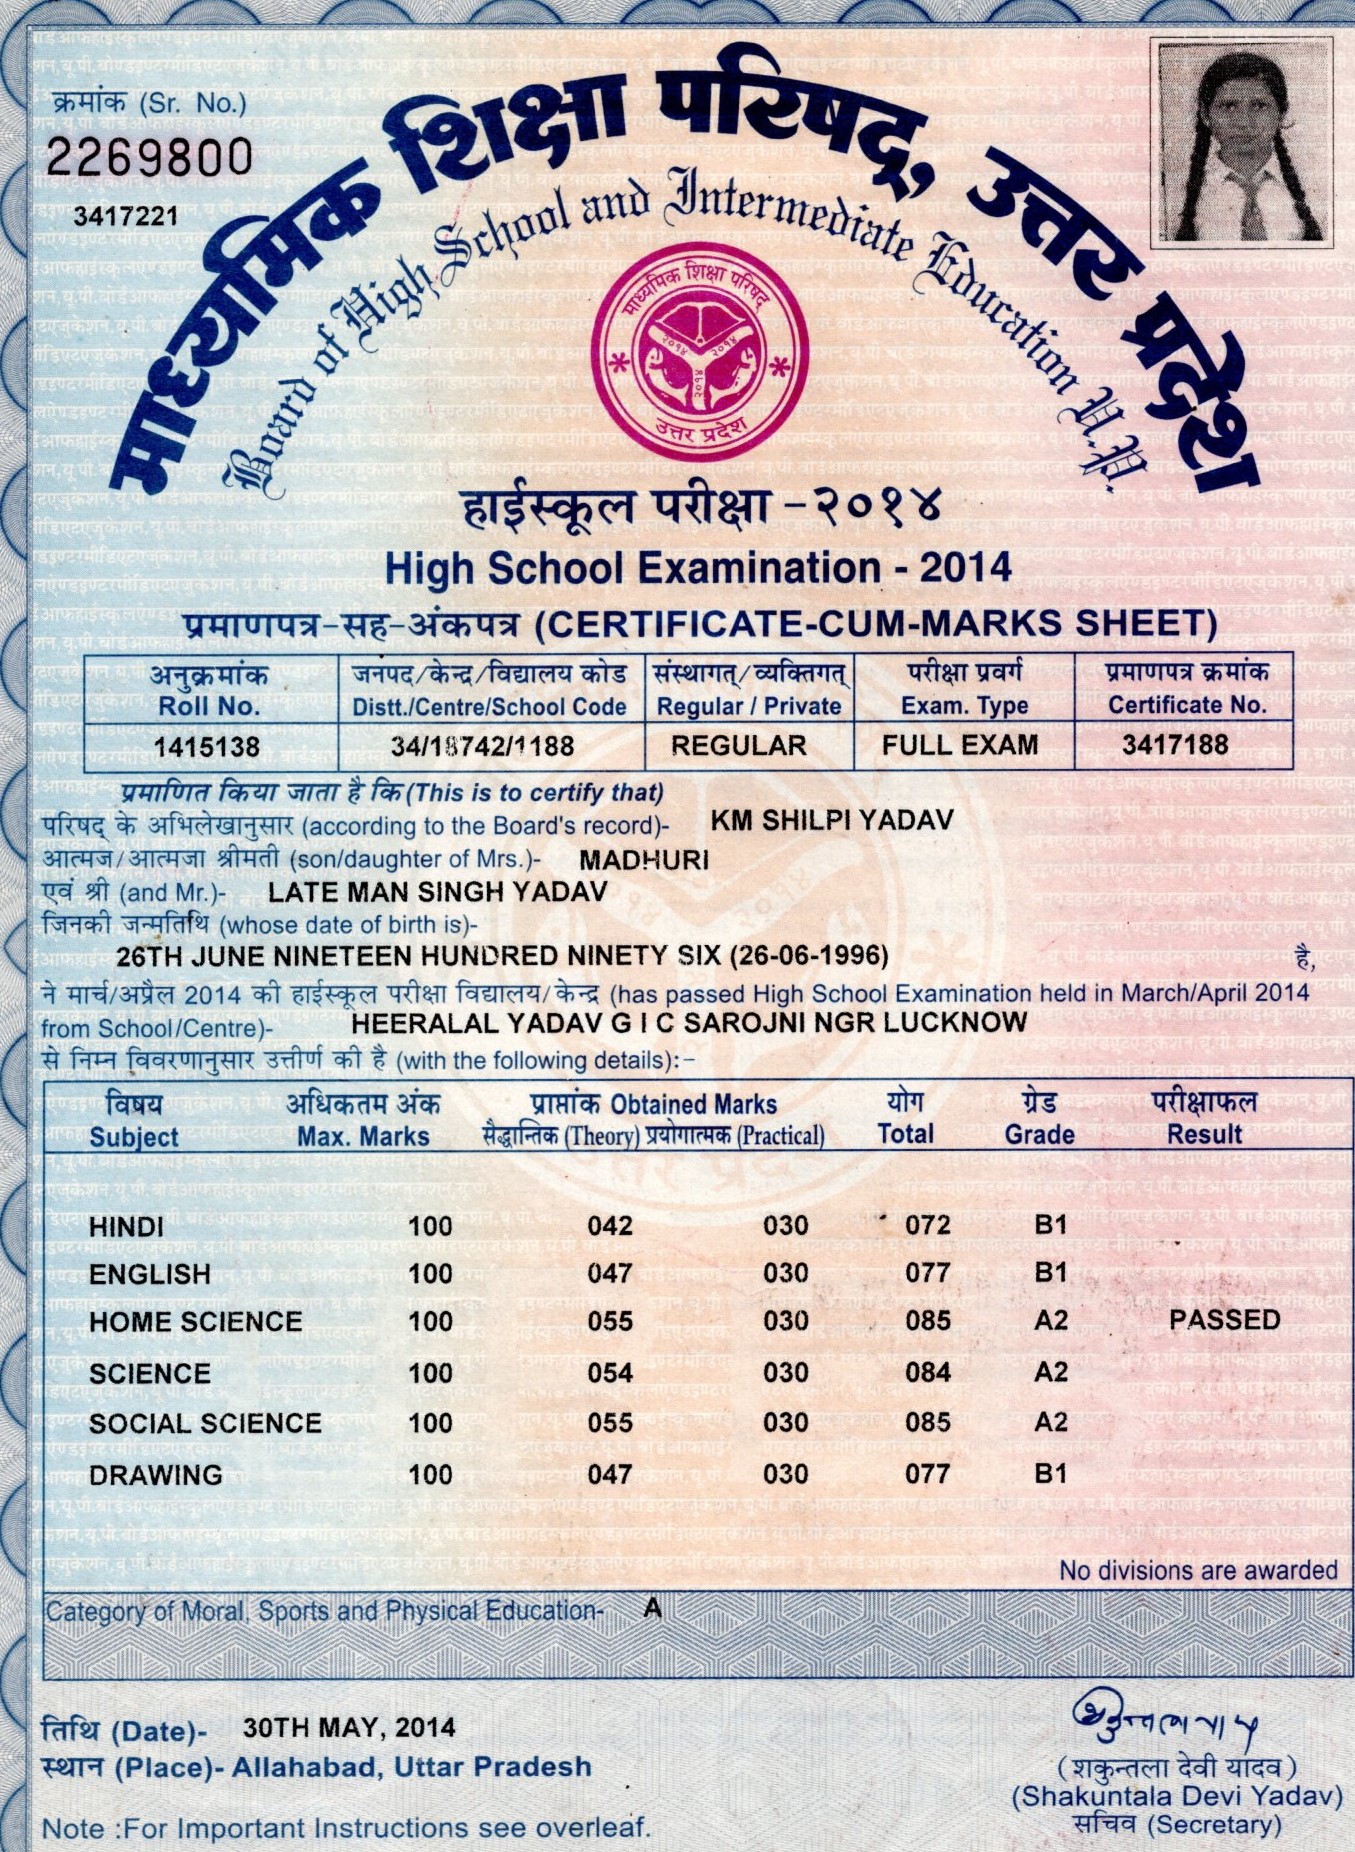 क्रमांक (Sr. No.)
2269800
3417221
माध्यमिक शिक्षा परिषद्, उत्तर प्रदेश
Board of High School and Intermediate Education U.P.
माध्यमिक शिक्षा परिषद्
२०१४ २०१४
२०१४
उत्तर प्रदेश
हाईस्कूल परीक्षा -२०१४
High School Examination - 2014
प्रमाणपत्र-सह-अंकपत्र (CERTIFICATE-CUM-MARKS SHEET)
अनुक्रमांक जनपद/केन्द्र/विद्यालय कोड संस्थागत्/व्यक्तिगत् परीक्षा प्रवर्ग प्रमाणपत्र क्रमांक
Roll No. Distt./Centre/School Code Regular / Private Exam. Type Certificate No.
1415138 34/18742/1188 REGULAR FULL EXAM 3417188
प्रमाणित किया जाता है कि (This is to certify that)
परिषद् के अभिलेखानुसार (according to the Board's record)- KM SHILPI YADAV
आत्मज/आत्मजा श्रीमती (son/daughter of Mrs.)- MADHURI
एवं श्री (and Mr.)- LATE MAN SINGH YADAV
जिनकी जन्मतिथि (whose date of birth is)-
26TH JUNE NINETEEN HUNDRED NINETY SIX (26-06-1996) है,
ने मार्च/अप्रैल 2014 की हाईस्कूल परीक्षा विद्यालय/केन्द्र (has passed High School Examination held in March/April 2014
from School/Centre)- HEERALAL YADAV G I C SAROJNI NGR LUCKNOW
से निम्न विवरणानुसार उत्तीर्ण की है (with the following details):-
विषय अधिकतम अंक प्राप्तांक Obtained Marks योग ग्रेड परीक्षाफल
Subject Max. Marks सैद्धान्तिक (Theory) प्रयोगात्मक (Practical) Total Grade Result
HINDI 100 042 030 072 B1
ENGLISH 100 047 030 077 B1
HOME SCIENCE 100 055 030 085 A2 PASSED
SCIENCE 100 054 030 084 A2
SOCIAL SCIENCE 100 055 030 085 A2
DRAWING 100 047 030 077 B1
No divisions are awarded
Category of Moral, Sports and Physical Education- A
तिथि (Date)- 30TH MAY, 2014
स्थान (Place)- Allahabad, Uttar Pradesh
(शकुन्तला देवी यादव)
(Shakuntala Devi Yadav)
सचिव (Secretary)
Note :For Important Instructions see overleaf.